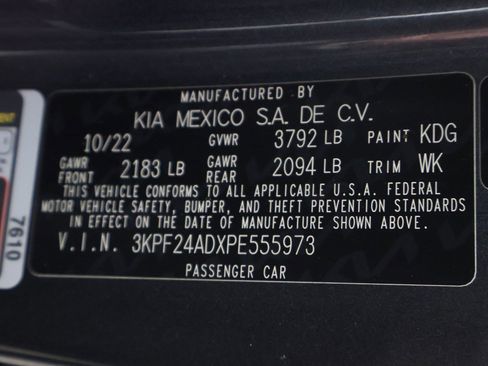 MANUFACTURED BY
KIA MEXICO S.A. DE C.V.
10/22 GVWR 3792 LB PAINT KDG
GAWR FRONT 2183 LB GAWR REAR 2094 LB TRIM WK
THIS VEHICLE CONFORMS TO ALL APPLICABLE U.S.A. FEDERAL
MOTOR VEHICLE SAFETY, BUMPER, AND THEFT PREVENTION STANDARDS
IN EFFECT ON THE DATE OF MANUFACTURE SHOWN ABOVE.
V.I.N. 3KPF24ADXPE555973
PASSENGER CAR
7610